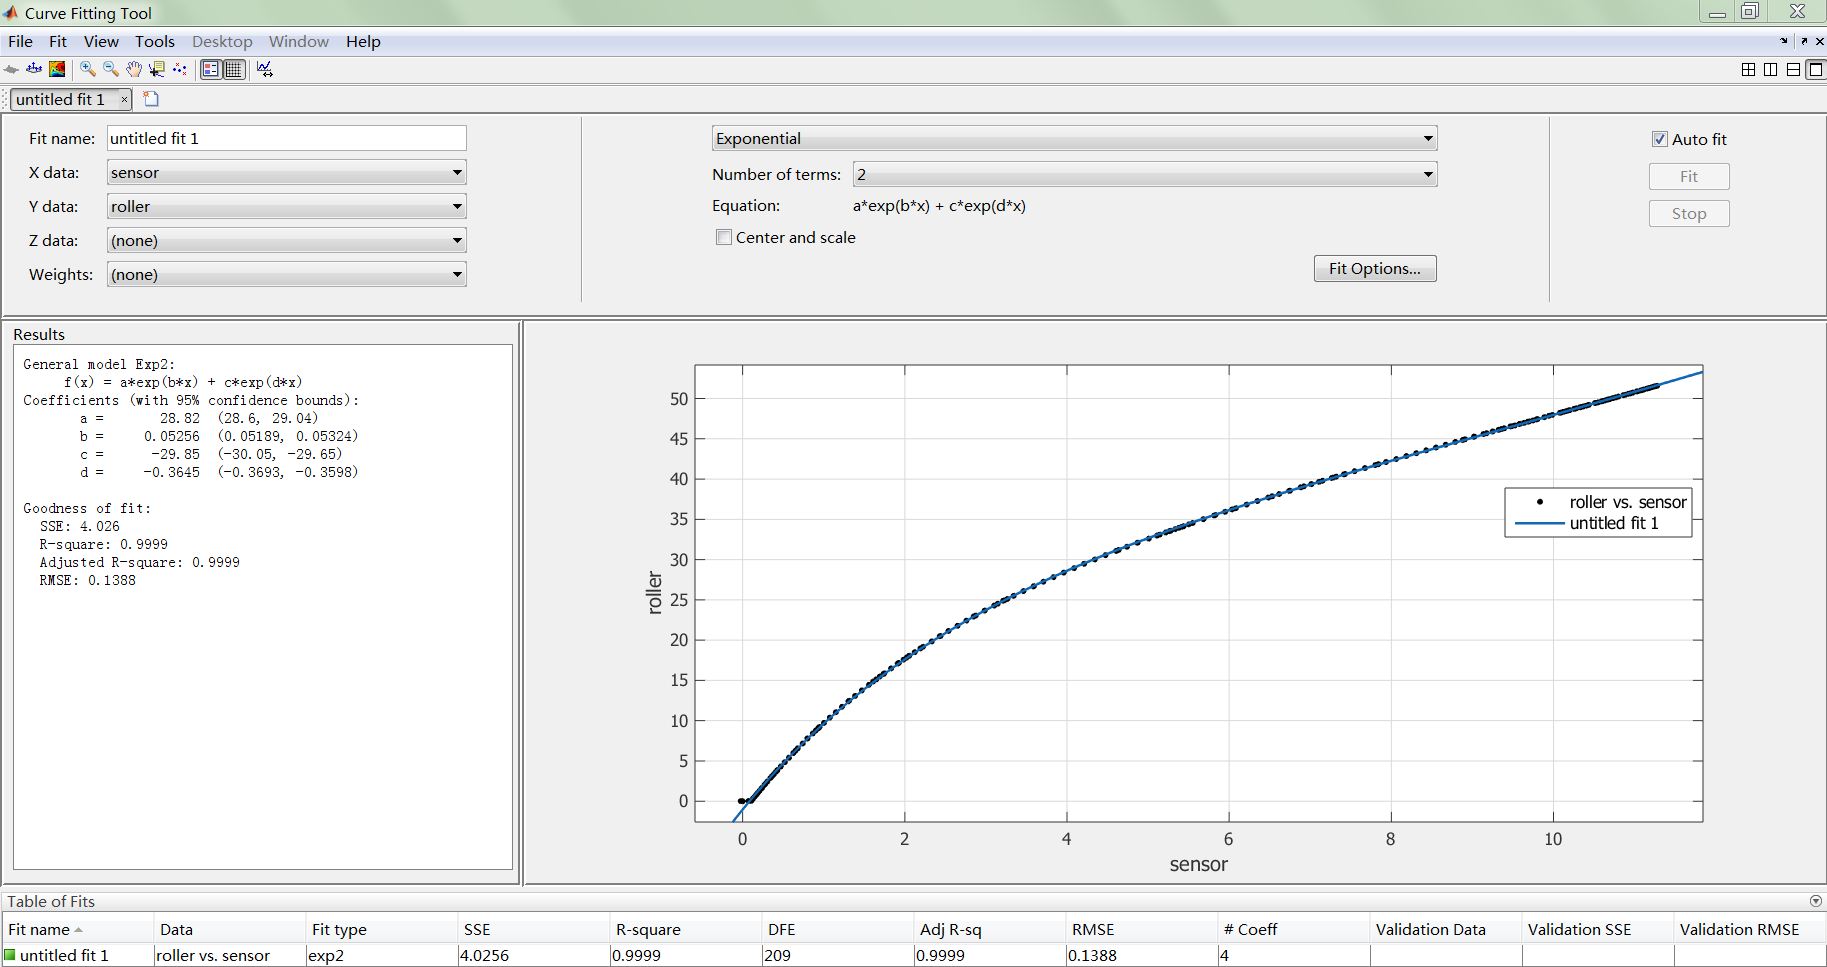 Curve Fitting Tool
File Fit View Tools Desktop Window Help
untitled fit 1
Fit name: untitled fit 1
X data: sensor
Y data: roller
Z data: (none)
Weights: (none)
Exponential
Number of terms: 2
Equation: a*exp(b*x) + c*exp(d*x)
Center and scale
Fit Options...
Auto fit
Fit
Stop
Results
General model Exp2:
f(x) = a*exp(b*x) + c*exp(d*x)
Coefficients (with 95% confidence bounds):
a = 28.82 (28.6, 29.04)
b = 0.05256 (0.05189, 0.05324)
c = -29.85 (-30.05, -29.65)
d = -0.3645 (-0.3693, -0.3598)
Goodness of fit:
SSE: 4.026
R-square: 0.9999
Adjusted R-square: 0.9999
RMSE: 0.1388
50
45
40
35
30
25
20
15
10
5
0
roller
0 2 4 6 8 10
sensor
roller vs. sensor
untitled fit 1
Table of Fits
Fit name Data Fit type SSE R-square DFE Adj R-sq RMSE # Coeff Validation Data Validation SSE Validation RMSE
untitled fit 1 roller vs. sensor exp2 4.0256 0.9999 209 0.9999 0.1388 4